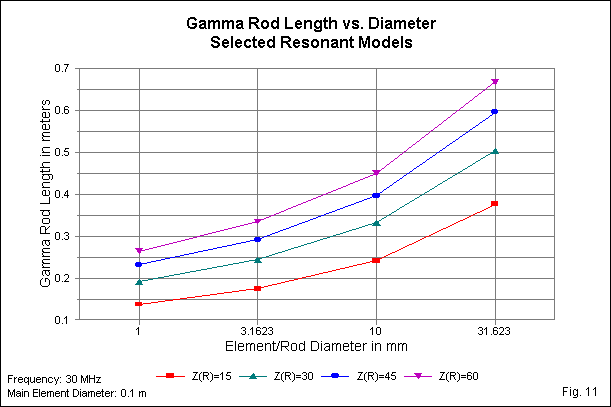 Gamma Rod Length vs. Diameter
Selected Resonant Models
0.7
0.6
0.5
0.4
0.3
0.2
0.1
Gamma Rod Length in meters
1 3.1623 10 31.623
Element/Rod Diameter in mm
Z(R)=15 Z(R)=30 Z(R)=45 Z(R)=60
Frequency: 30 MHz
Main Element Diameter: 0.1 m
Fig. 11